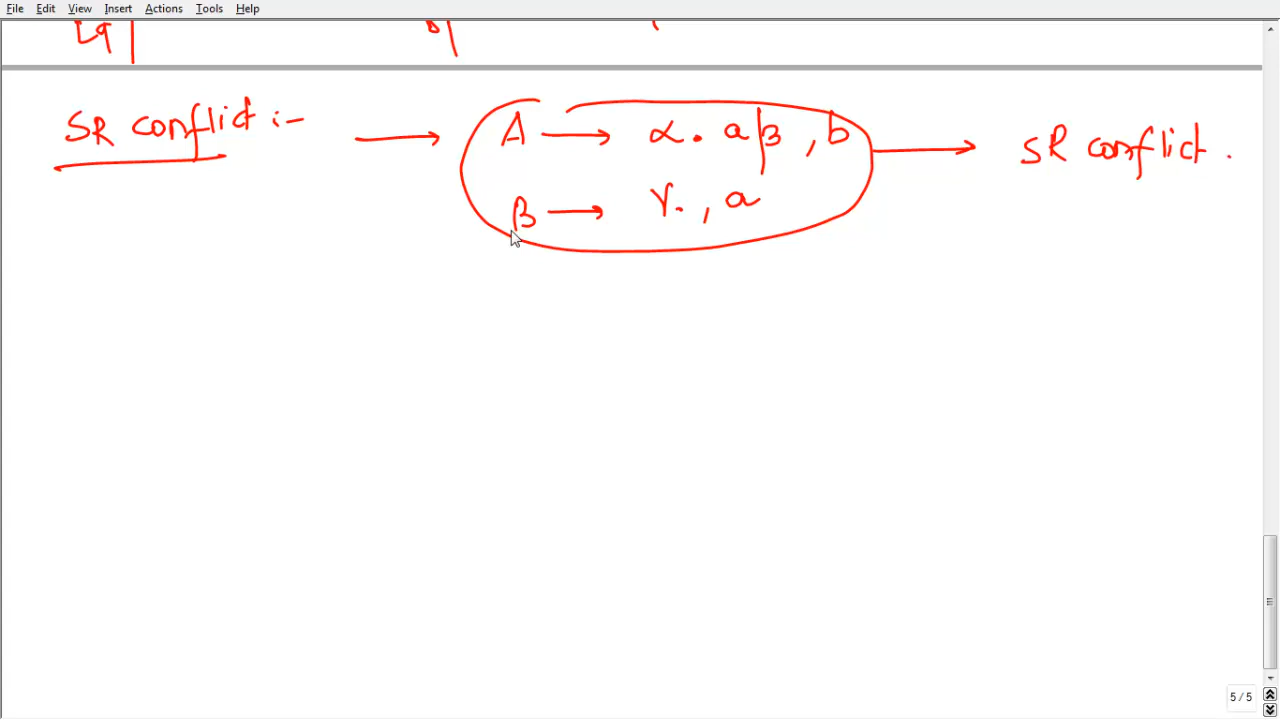 File Edit View Insert Actions Tools Help
SR conflict :- → A → α . aβ , b → SR conflict .
B → γ. , a
5 / 5